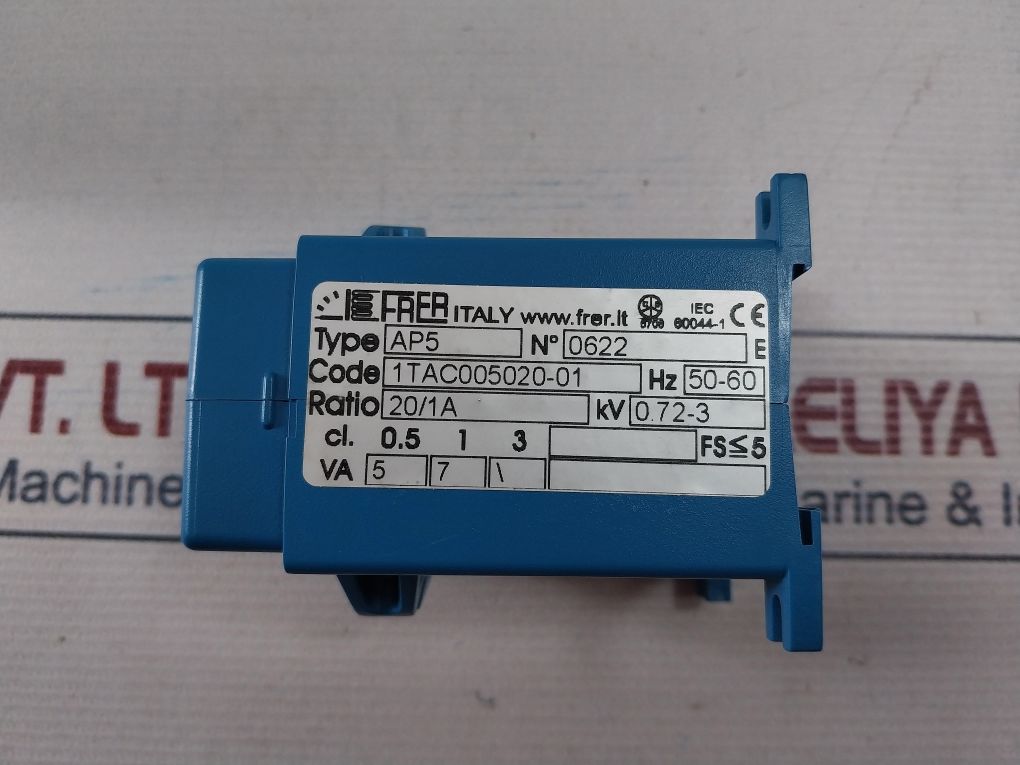 FRER ITALY www.frer.it IEC 60044-1 CE
Type AP5 N° 0622 E
Code 1TAC005020-01 Hz 50-60
Ratio 20/1A kV 0.72-3
cl. 0.5 1 3 FS≤5
VA 5 7 \
VT. LT ELIYA
Machine arine & I